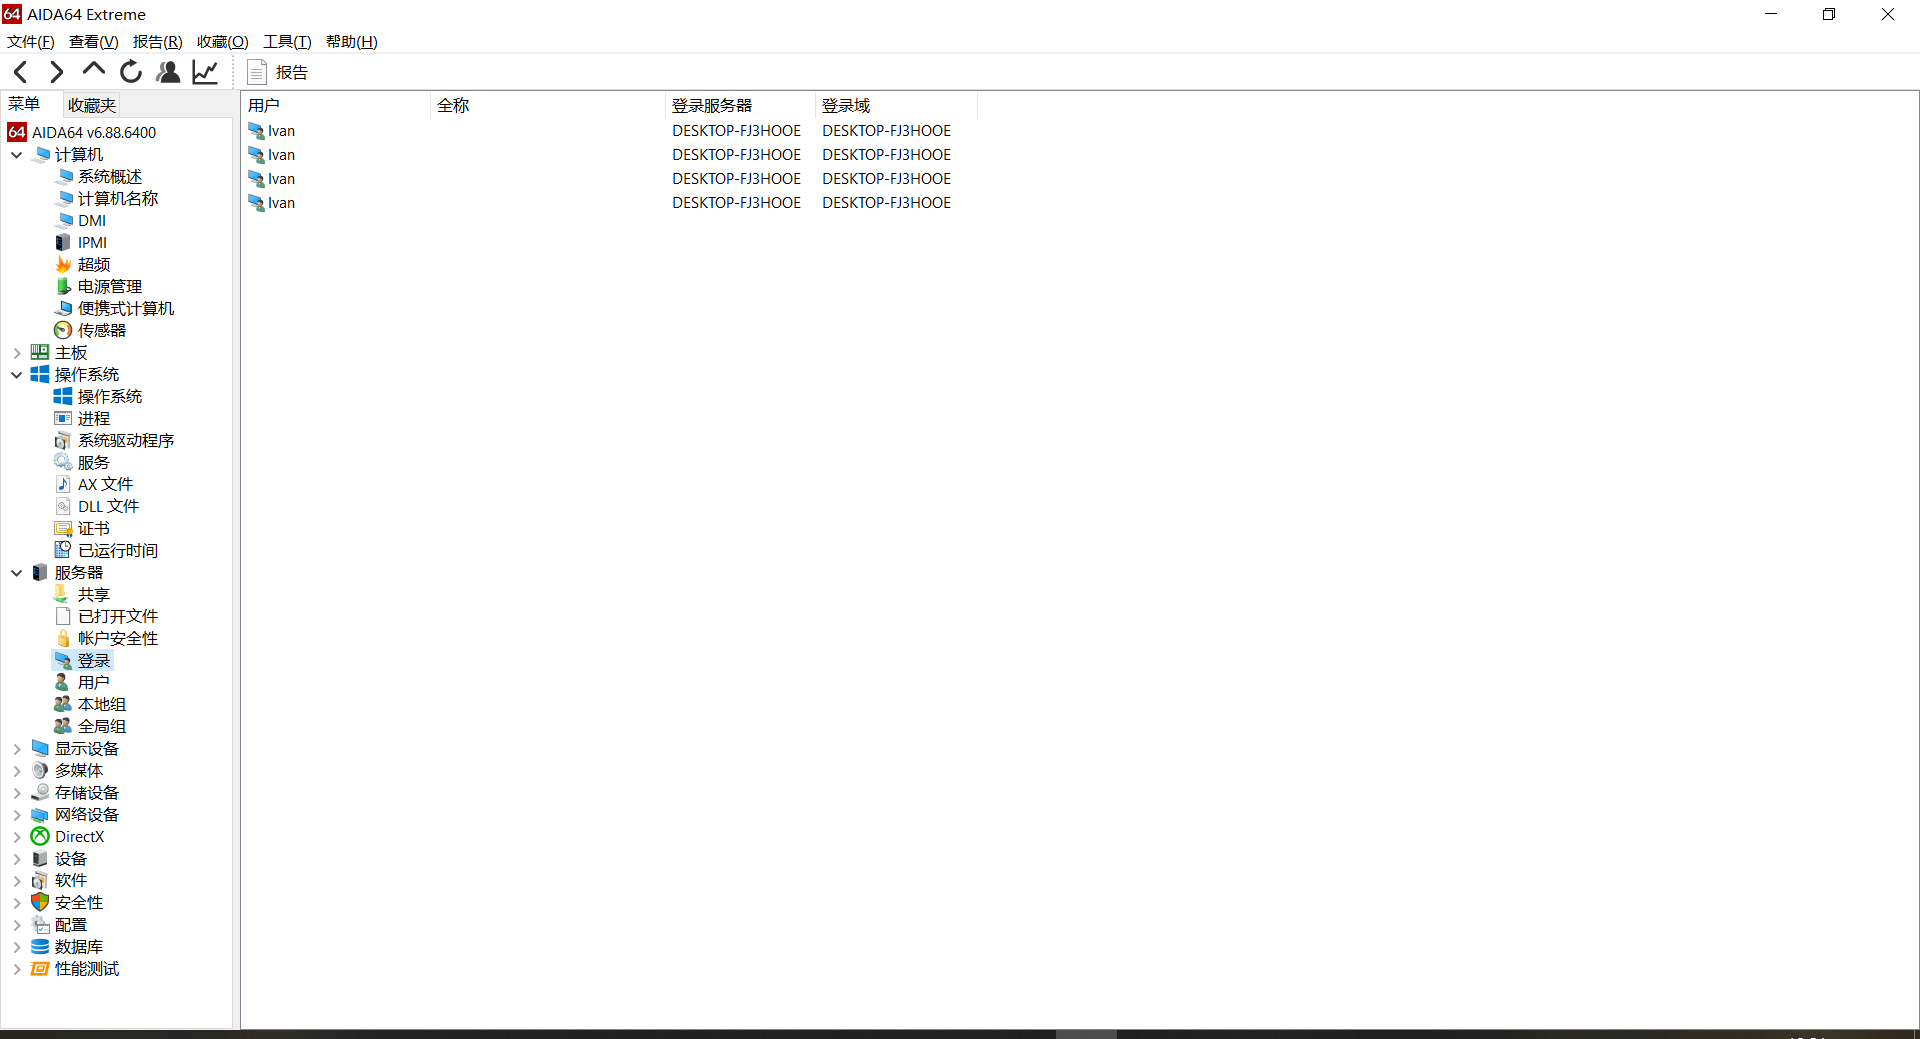 AIDA64 Extreme
文件(F) 查看(V) 报告(R) 收藏(O) 工具(T) 帮助(H)
报告
菜单 收藏夹
64 AIDA64 v6.88.6400
计算机
系统概述
计算机名称
DMI
IPMI
超频
电源管理
便携式计算机
传感器
主板
操作系统
操作系统
进程
系统驱动程序
服务
AX 文件
DLL 文件
证书
已运行时间
服务器
共享
已打开文件
帐户安全性
登录
用户
本地组
全局组
显示设备
多媒体
存储设备
网络设备
DirectX
设备
软件
安全性
配置
数据库
性能测试
用户 全称 登录服务器 登录域
Ivan DESKTOP-FJ3HOOE DESKTOP-FJ3HOOE
Ivan DESKTOP-FJ3HOOE DESKTOP-FJ3HOOE
Ivan DESKTOP-FJ3HOOE DESKTOP-FJ3HOOE
Ivan DESKTOP-FJ3HOOE DESKTOP-FJ3HOOE